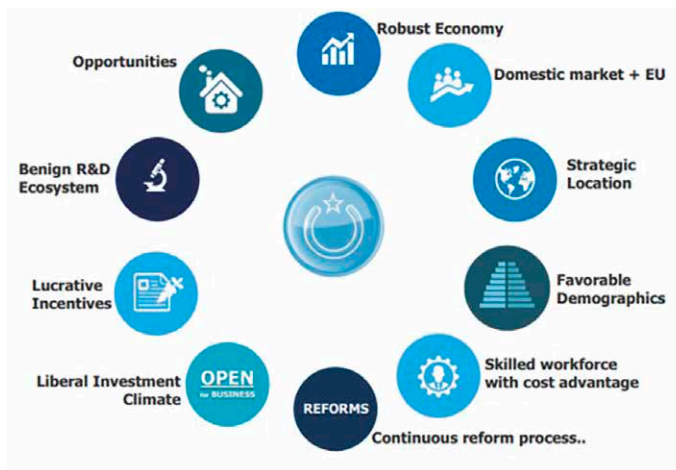 Robust Economy
Opportunities
Domestic market + EU
Benign R&D
Ecosystem
Strategic
Location
Lucrative
Incentives
Favorable
Demographics
Skilled workforce
with cost advantage
Liberal Investment
Climate
OPEN
for BUSINESS
REFORMS
Continuous reform process..